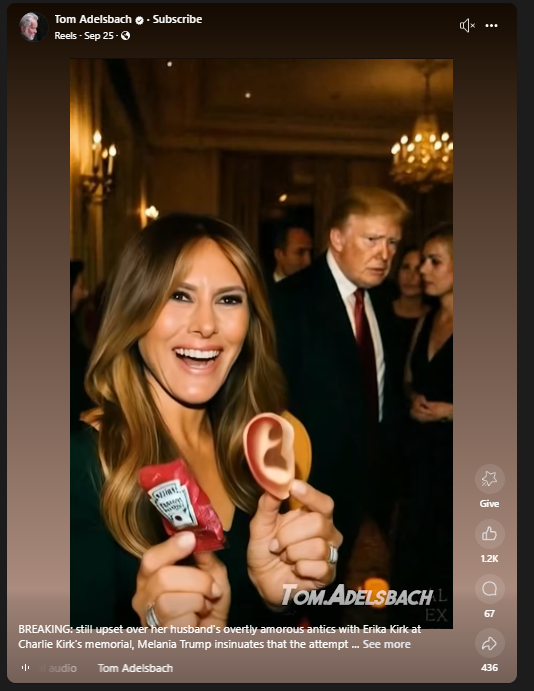 Tom Adelsbach · Subscribe
Reels · Sep 25 ·
Give
1.2K
67
436
HEINZ
TOM.ADELSBACH
BREAKING: still upset over her husband's overtly amorous antics with Erika Kirk at
Charlie Kirk's memorial, Melania Trump insinuates that the attempt ... See more
audio Tom Adelsbach